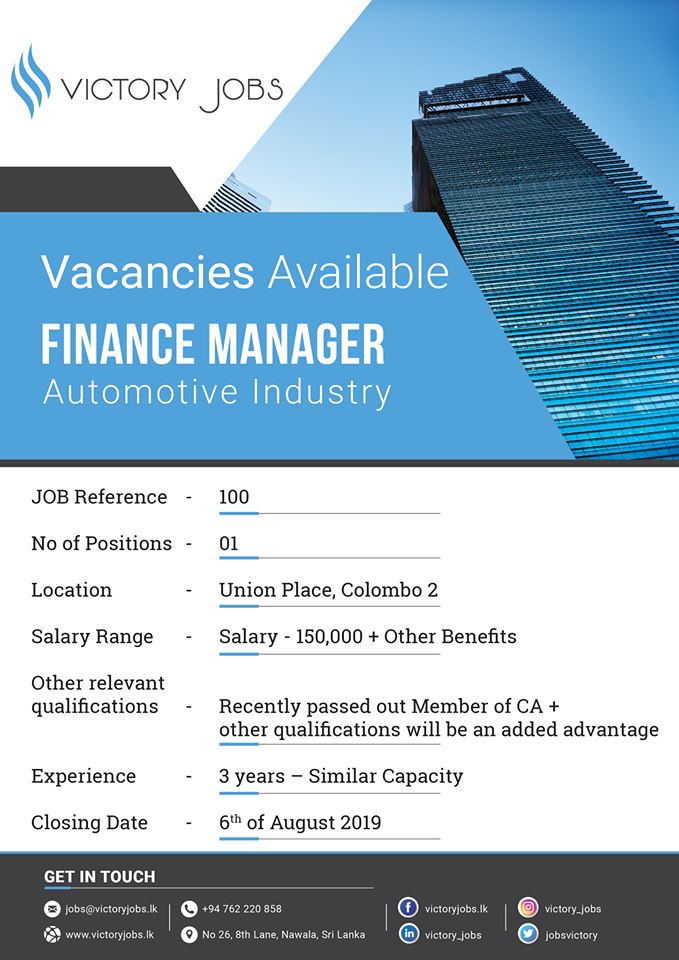 VICTORY JOBS
Vacancies Available
FINANCE MANAGER
Automotive Industry
JOB Reference - 100
No of Positions - 01
Location - Union Place, Colombo 2
Salary Range - Salary - 150,000 + Other Benefits
Other relevant
qualifications - Recently passed out Member of CA +
other qualifications will be an added advantage
Experience - 3 years – Similar Capacity
Closing Date - 6th of August 2019
GET IN TOUCH
jobs@victoryjobs.lk
+94 762 220 858
victoryjobs.lk
victory_jobs
www.victoryjobs.lk
No 26, 8th Lane, Nawala, Sri Lanka
victory_jobs
jobsvictory